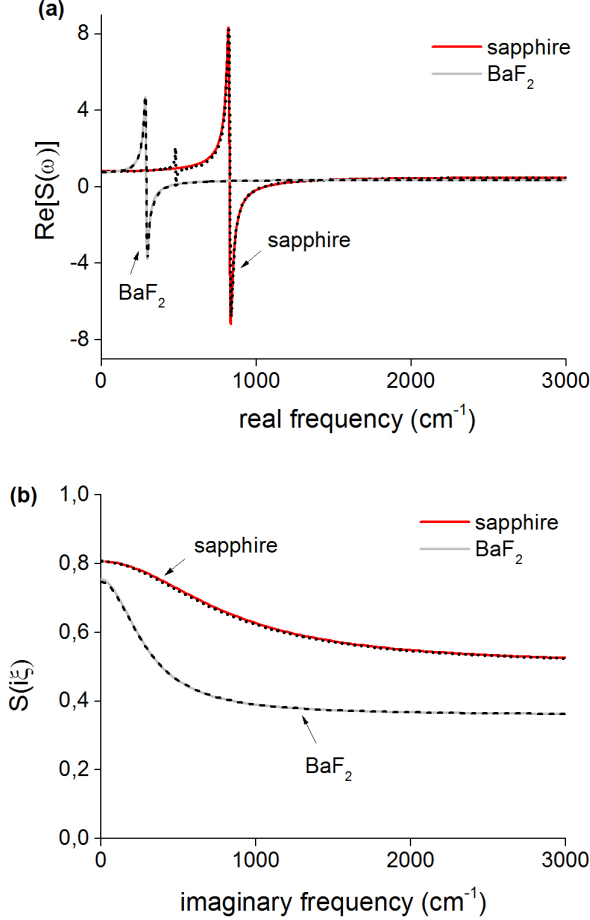 (a)
8
4
0
-4
-8
Re[S(ω)]
sapphire
BaF₂
sapphire
BaF₂
0
1000
2000
3000
real frequency (cm⁻¹)
(b)
1,0
0,8
0,6
0,4
0,2
0,0
S(iξ)
sapphire
BaF₂
sapphire
BaF₂
0
1000
2000
3000
imaginary frequency (cm⁻¹)